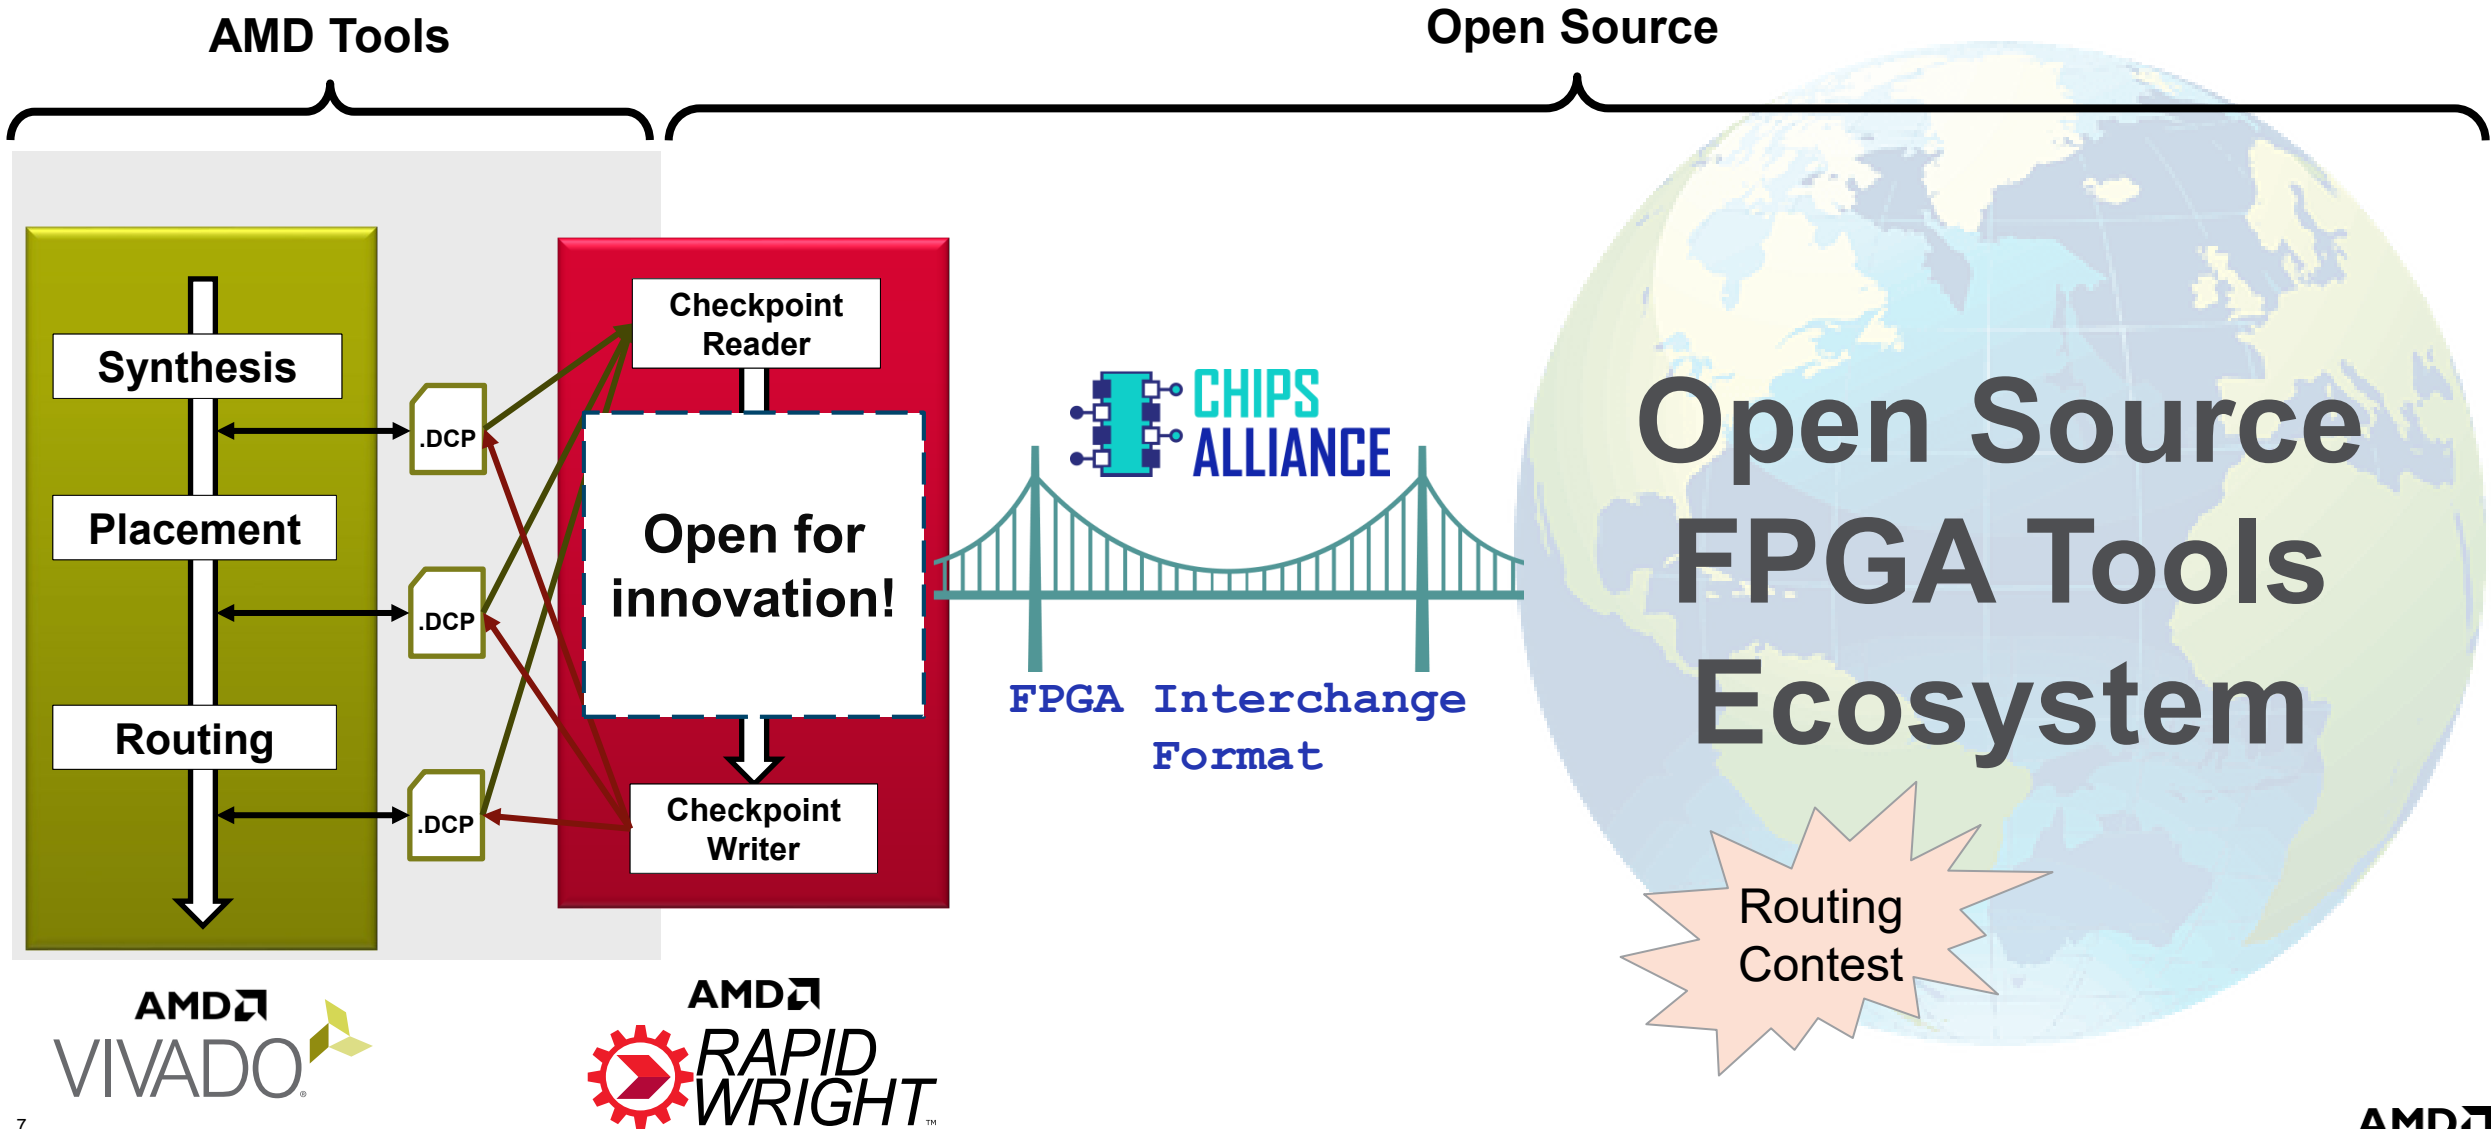 AMD Tools
Open Source
Synthesis
Placement
Routing
.DCP
.DCP
.DCP
Checkpoint
Reader
Open for
innovation!
Checkpoint
Writer
CHIPS
ALLIANCE
FPGA Interchange
Format
Open Source
FPGA Tools
Ecosystem
Routing
Contest
AMD
VIVADO®
AMD
RAPID
WRIGHT™
7
AMD